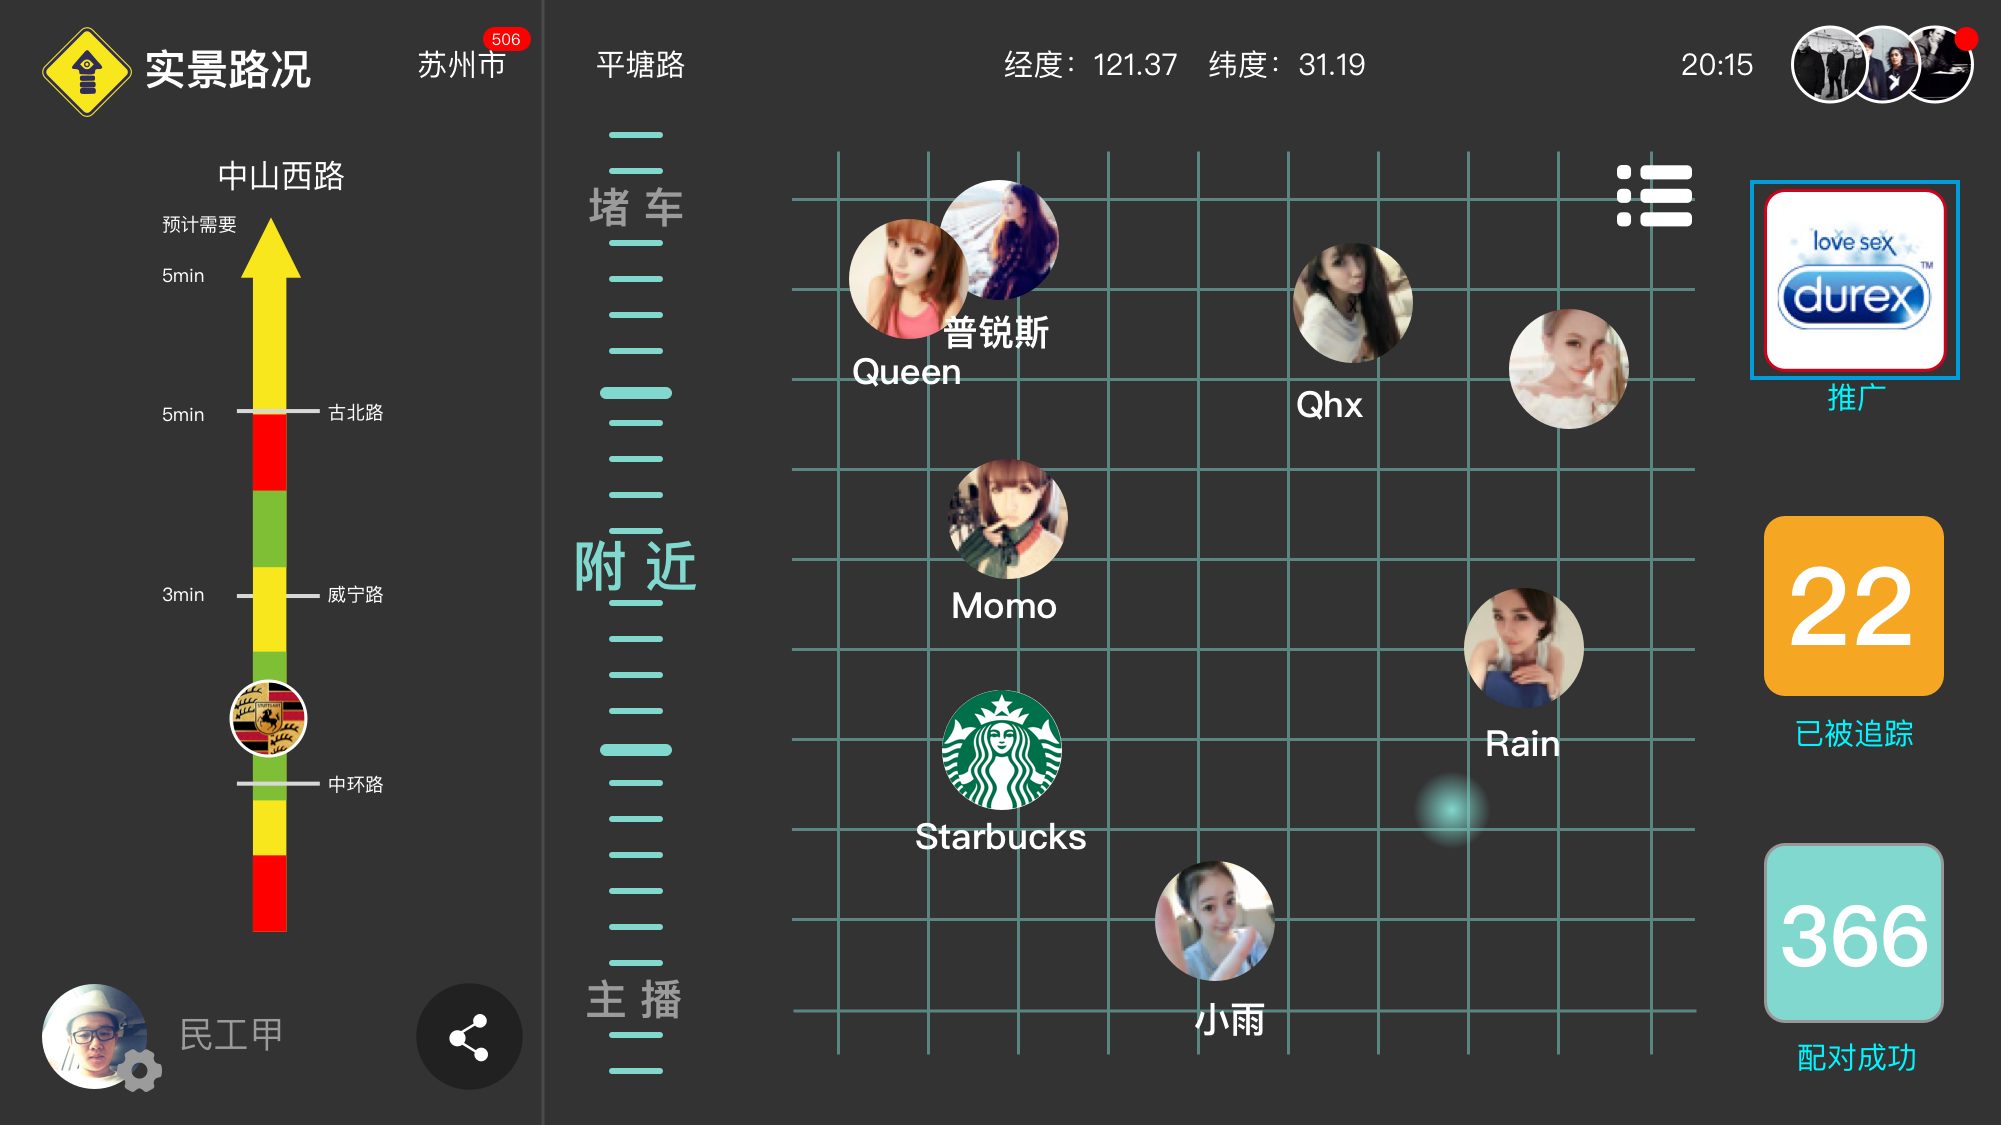 实景路况
苏州市
506
平塘路
经度：121.37 纬度：31.19
20:15
中山西路
预计需要
5min
5min
古北路
3min
威宁路
中环路
民工甲
堵车
附近
主播
普锐斯
Queen
Qhx
Momo
Rain
Starbucks
小雨
love sex
durex
TM
推广
22
已被追踪
366
配对成功